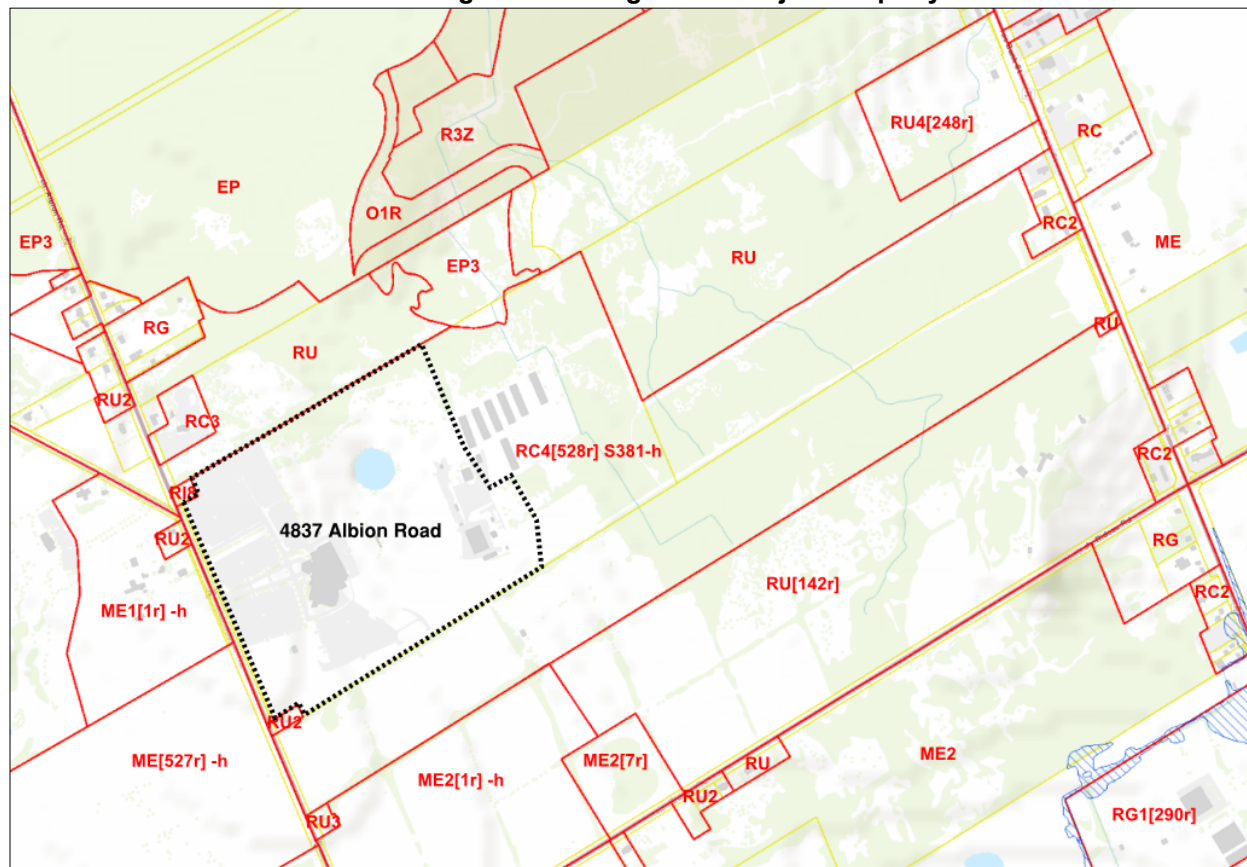 R3Z
RU4[248r]
RC
EP
O1R
RC2
EP3
ME
EP3
RU
RG
RU
RU
RU2
RC3
RC4[528r] S381-h
RC2
RI8
4837 Albion Road
RU2
RG
RU[142r]
RC2
ME1[1r] -h
RU2
ME[527r] -h
ME2[1r] -h
ME2[7r]
RU
ME2
RU2
RU3
RG1[290r]